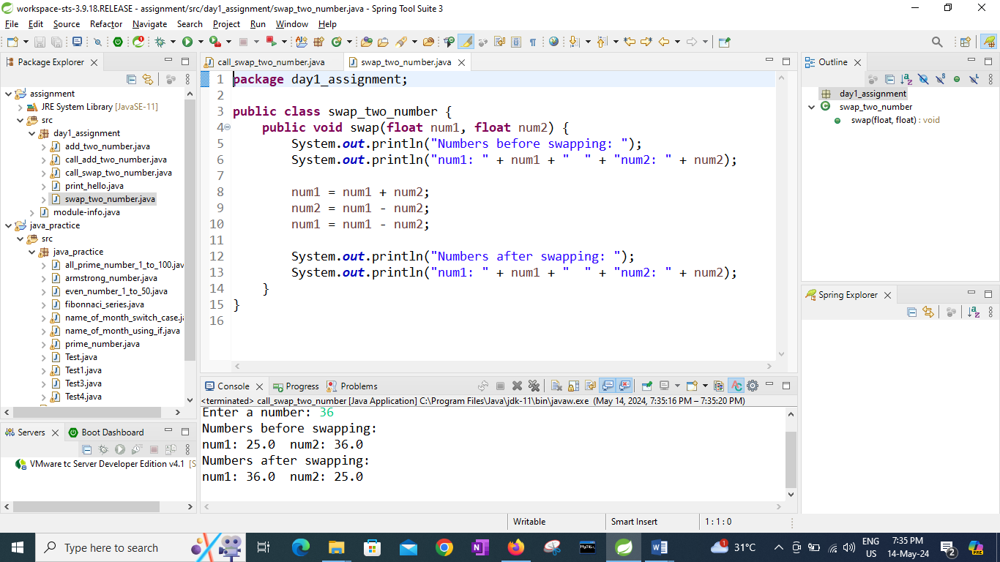 workspace-sts-3.9.18.RELEASE - assignment/src/day1_assignment/swap_two_number.java - Spring Tool Suite 3
File Edit Source Refactor Navigate Search Project Run Window Help
Package Explorer
assignment
JRE System Library [JavaSE-11]
src
day1_assignment
add_two_number.java
call_add_two_number.java
call_swap_two_number.java
print_hello.java
swap_two_number.java
module-info.java
java_practice
src
java_practice
all_prime_number_1_to_100.jav
armstrong_number.java
even_number_1_to_50.java
fibonnaci_series.java
name_of_month_switch_case.ja
name_of_month_using_if.java
prime_number.java
Test.java
Test1.java
Test3.java
Test4.java
Servers Boot Dashboard
VMware tc Server Developer Edition v4.1 [S
call_swap_two_number.java swap_two_number.java
1 package day1_assignment;
2
3 public class swap_two_number {
4 public void swap(float num1, float num2) {
5 System.out.println("Numbers before swapping: ");
6 System.out.println("num1: " + num1 + "  " + "num2: " + num2);
7
8 num1 = num1 + num2;
9 num2 = num1 - num2;
10 num1 = num1 - num2;
11
12 System.out.println("Numbers after swapping: ");
13 System.out.println("num1: " + num1 + "  " + "num2: " + num2);
14 }
15 }
16
Console Progress Problems
<terminated> call_swap_two_number [Java Application] C:\Program Files\Java\jdk-11\bin\javaw.exe (May 14, 2024, 7:35:16 PM – 7:35:20 PM)
Enter a number: 36
Numbers before swapping:
num1: 25.0  num2: 36.0
Numbers after swapping:
num1: 36.0  num2: 25.0
Outline
day1_assignment
swap_two_number
swap(float, float) : void
Spring Explorer
Writable Smart Insert 1 : 1 : 0
Type here to search
31°C
ENG
US
7:35 PM
14-May-24